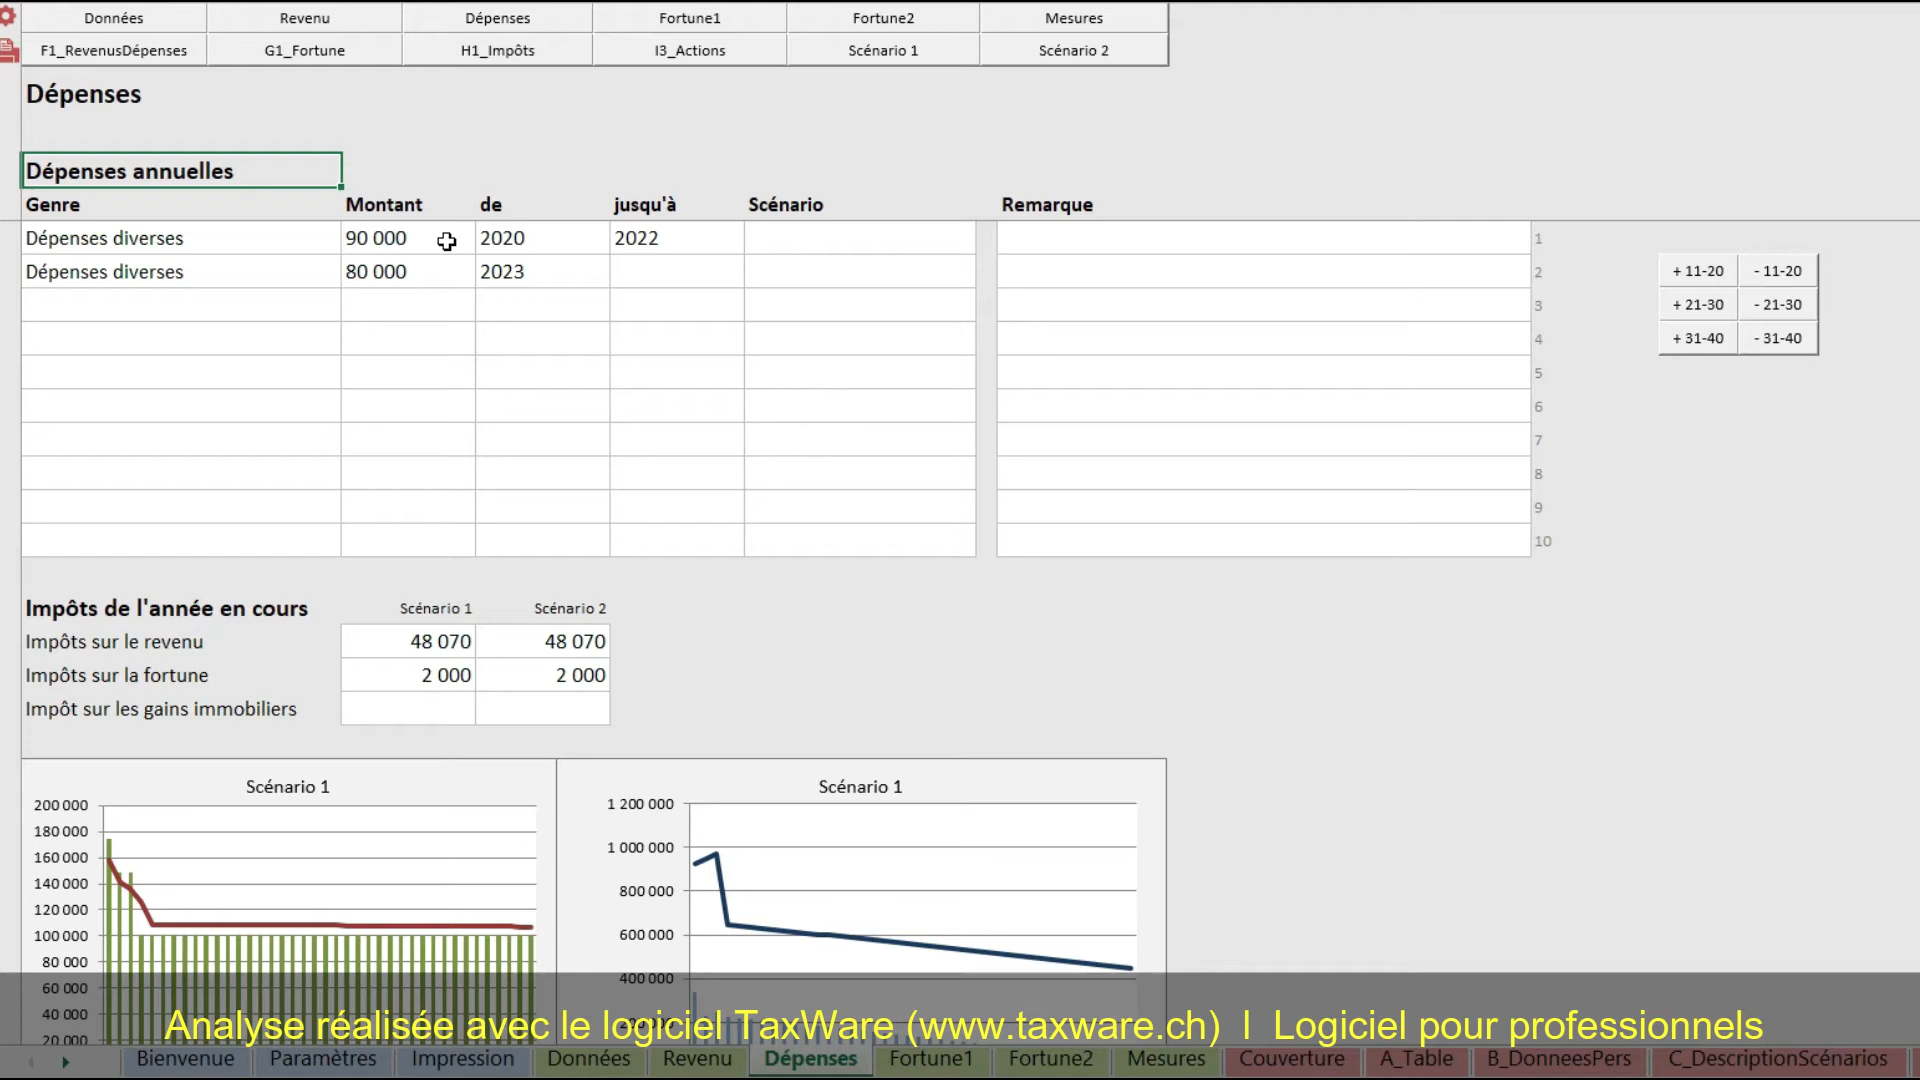 Données Revenu Dépenses Fortune1 Fortune2 Mesures
F1_RevenusDépenses G1_Fortune H1_Impôts I3_Actions Scénario 1 Scénario 2
Dépenses
Dépenses annuelles
Genre Montant de jusqu'à Scénario Remarque
Dépenses diverses 90 000 2020 2022 1
Dépenses diverses 80 000 2023 2 + 11-20 - 11-20
3 + 21-30 - 21-30
4 + 31-40 - 31-40
5
6
7
8
9
10
Impôts de l'année en cours Scénario 1 Scénario 2
Impôts sur le revenu 48 070 48 070
Impôts sur la fortune 2 000 2 000
Impôt sur les gains immobiliers
Scénario 1
200 000
180 000
160 000
140 000
120 000
100 000
80 000
60 000
40 000
20 000
Scénario 1
1 200 000
1 000 000
800 000
600 000
400 000
200 000
Analyse réalisée avec le logiciel TaxWare (www.taxware.ch) l Logiciel pour professionnels
Bienvenue Paramètres Impression Données Revenu Dépenses Fortune1 Fortune2 Mesures Couverture A_Table B_DonneesPers C_DescriptionScénarios